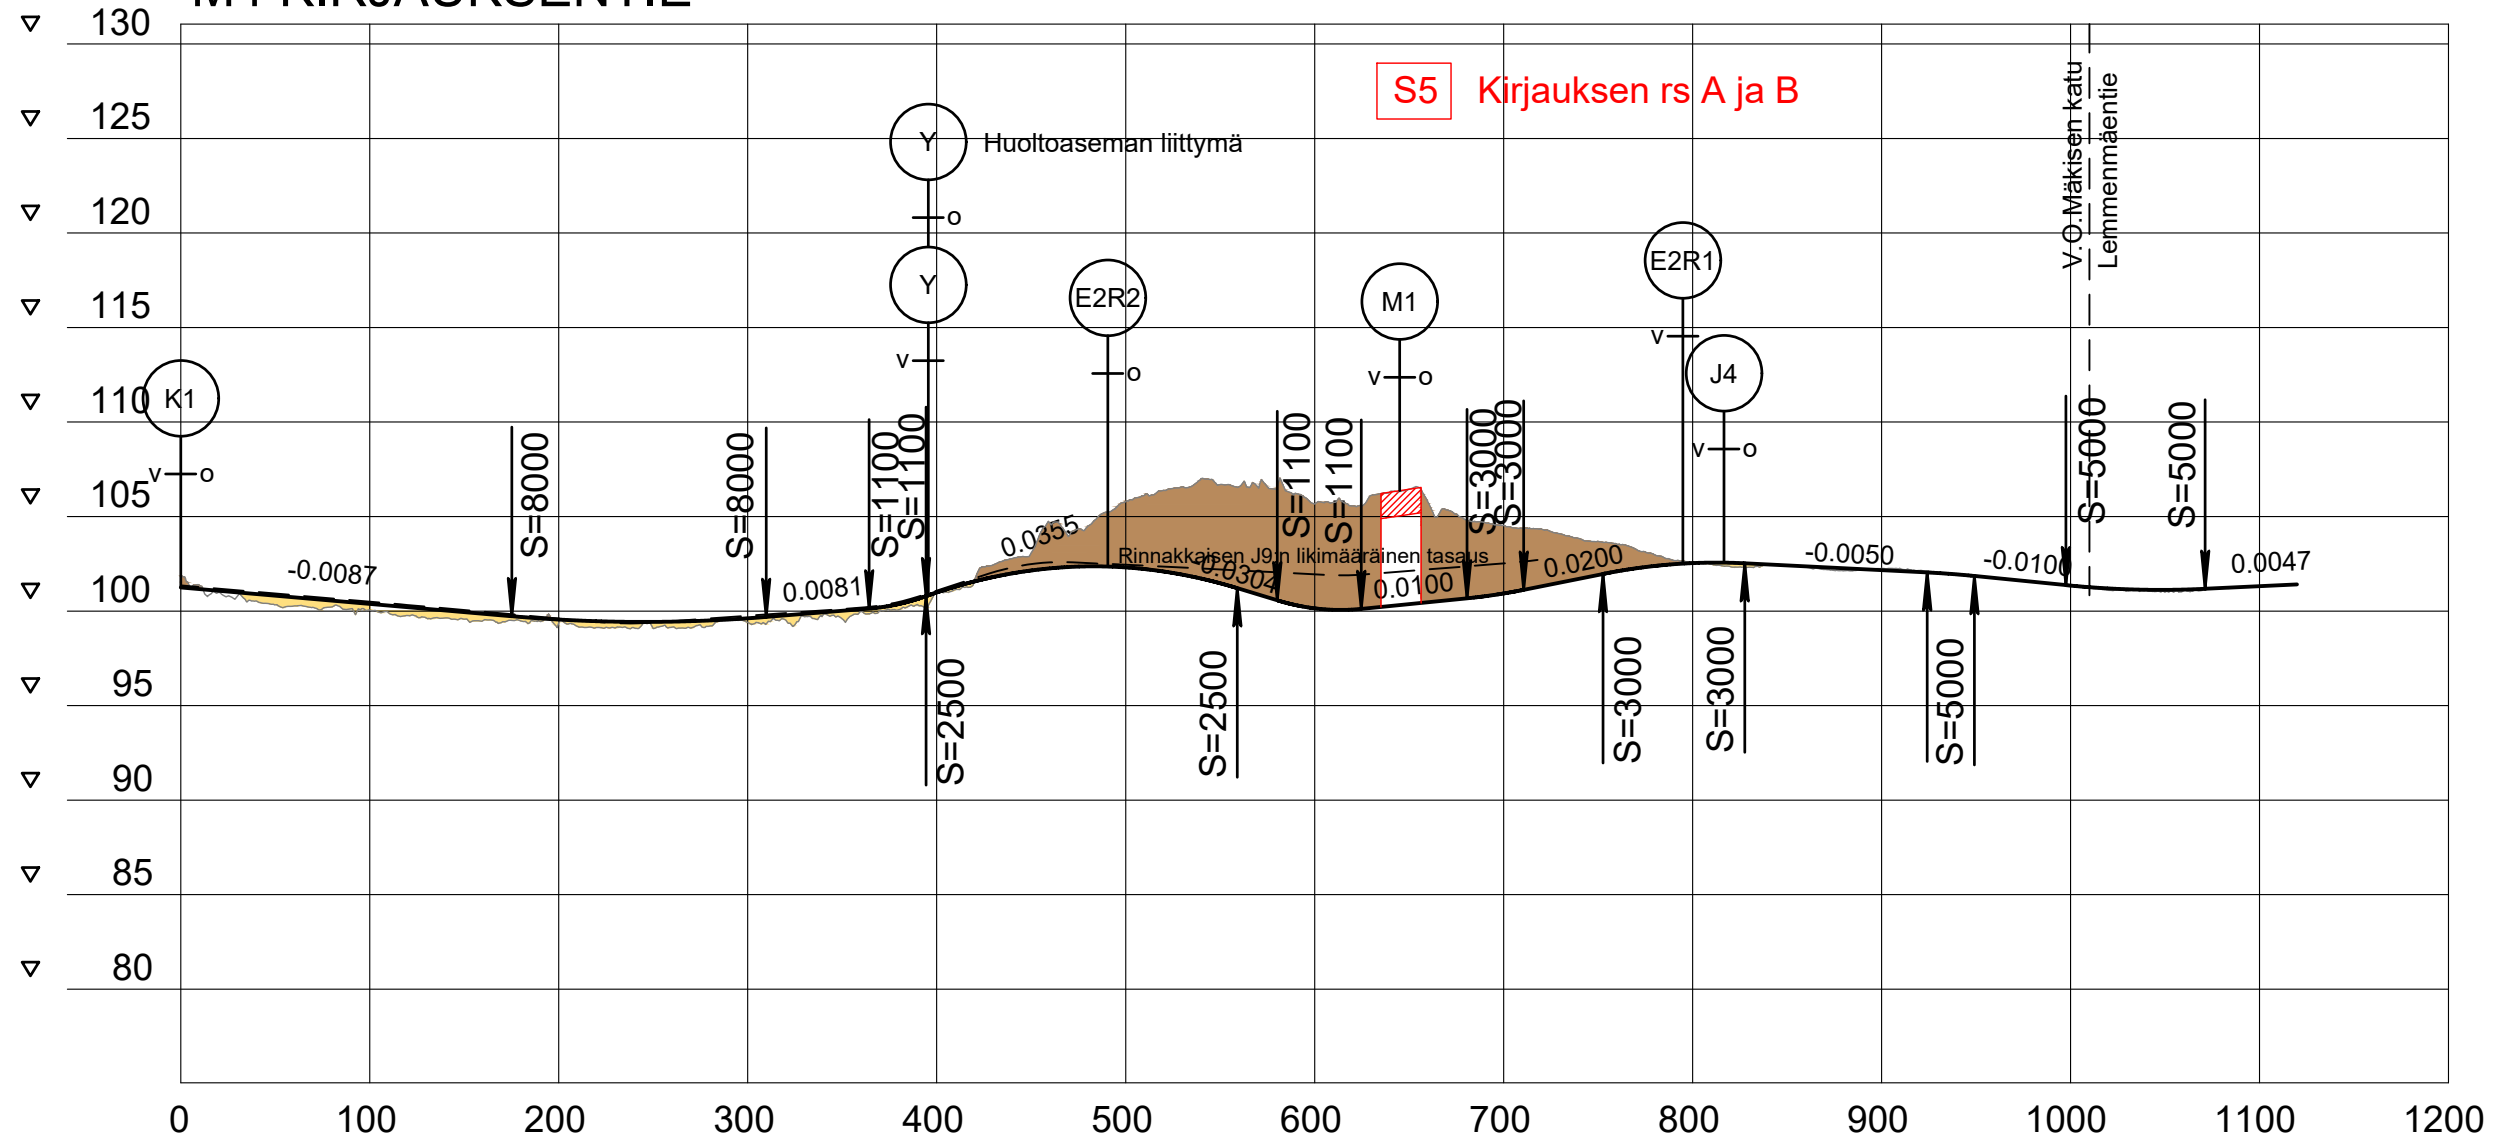 M1 KIRJAUKSENTIE
130
125
120
115
110
105
100
95
90
85
80
S5 Kirjauksen rs A ja B
V.O.Mäkisen katu
Lemmenmäentie
Y Huoltoaseman liittymä
o
Y
v
E2R2
o
M1
v o
E2R1
v
J4
v o
K1
v o
S=8000
S=8000
S=1100
S=1100
S=1100
S=1100
S=3000
S=3000
S=5000
S=5000
-0.0087
0.0081
0.0355
Rinnakkaisen J9:n likimääräinen tasaus
-0.0304
0.0100
0.0200
-0.0050
-0.0100
0.0047
S=2500
S=2500
S=3000
S=3000
S=5000
0 100 200 300 400 500 600 700 800 900 1000 1100 1200